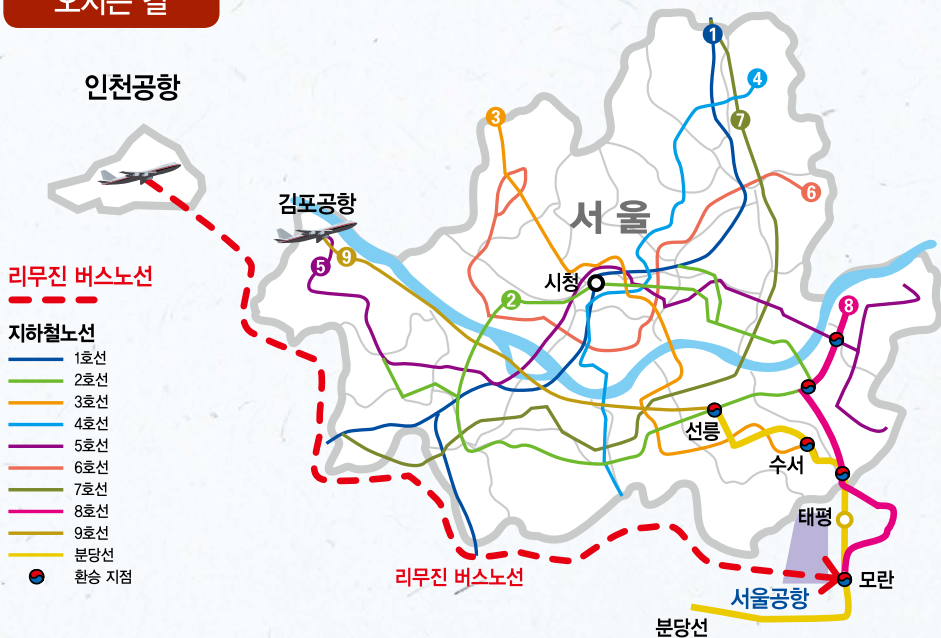 오시는 길
인천공항
김포공항
서울
시청
리무진 버스노선
지하철노선
1호선
2호선
3호선
4호선
5호선
6호선
7호선
8호선
9호선
분당선
환승 지점
1
4
3
7
6
5
9
2
8
선릉
수서
태평
모란
리무진 버스노선
서울공항
분당선